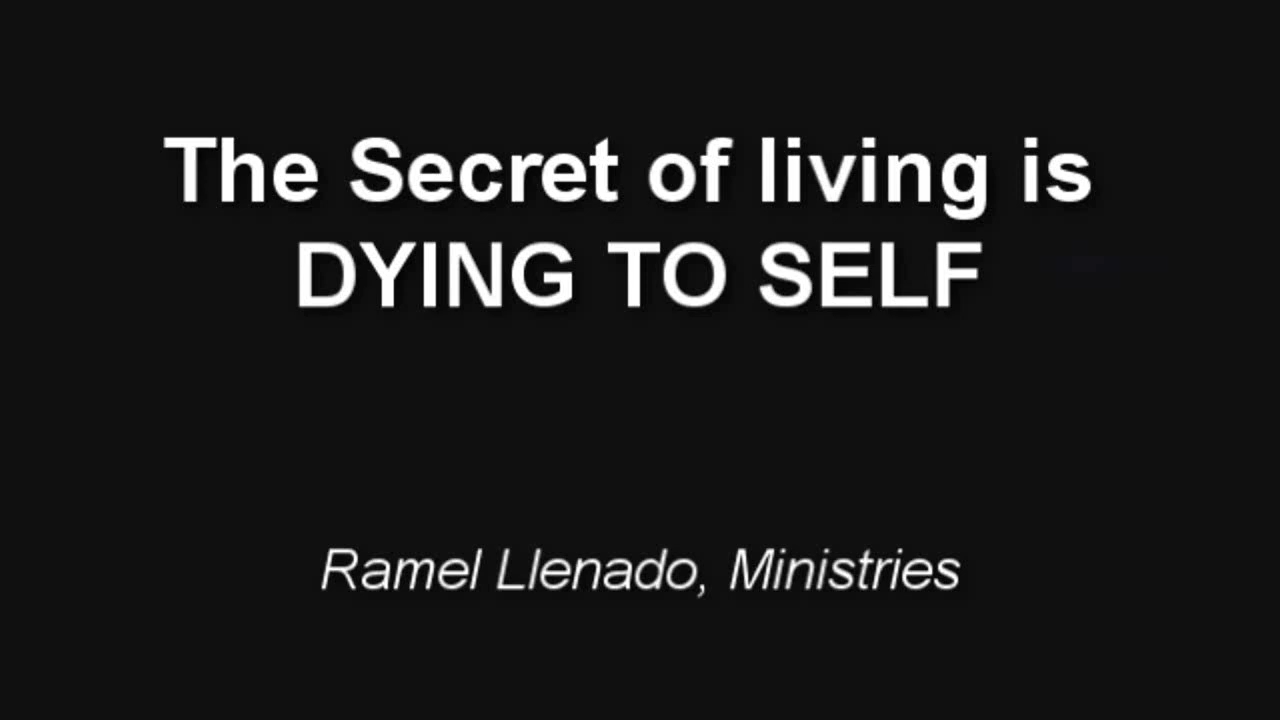 The Secret of living is
DYING TO SELF
Ramel Llenado, Ministries